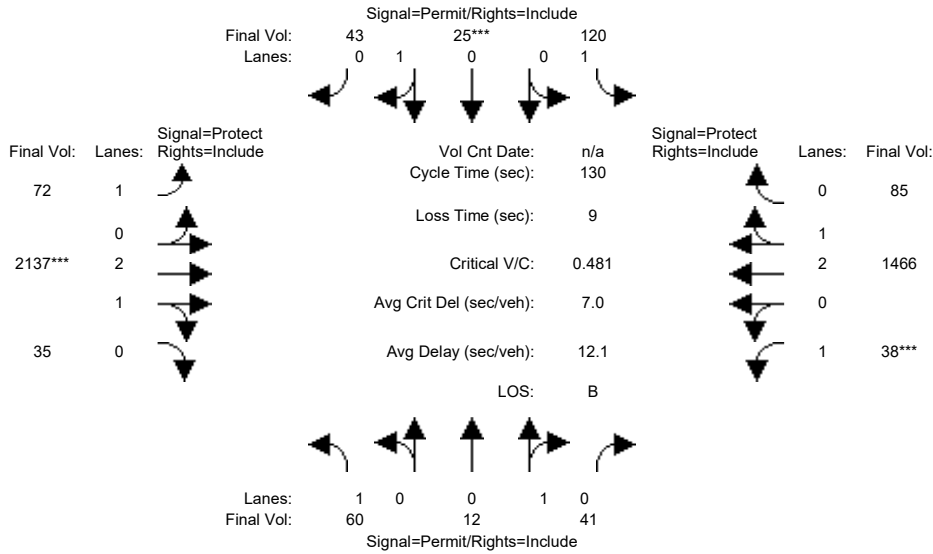 Signal=Permit/Rights=Include
Final Vol: 43 25*** 120
Lanes: 0 1 0 0 1
Signal=Protect
Final Vol: Lanes: Rights=Include
Vol Cnt Date: n/a
Signal=Protect
Rights=Include Lanes: Final Vol:
Cycle Time (sec): 130
72 1
0 85
Loss Time (sec): 9
0
1
2137*** 2
Critical V/C: 0.481
2 1466
1
Avg Crit Del (sec/veh): 7.0
0
35 0
Avg Delay (sec/veh): 12.1
1 38***
LOS: B
Lanes: 1 0 0 1 0
Final Vol: 60 12 41
Signal=Permit/Rights=Include